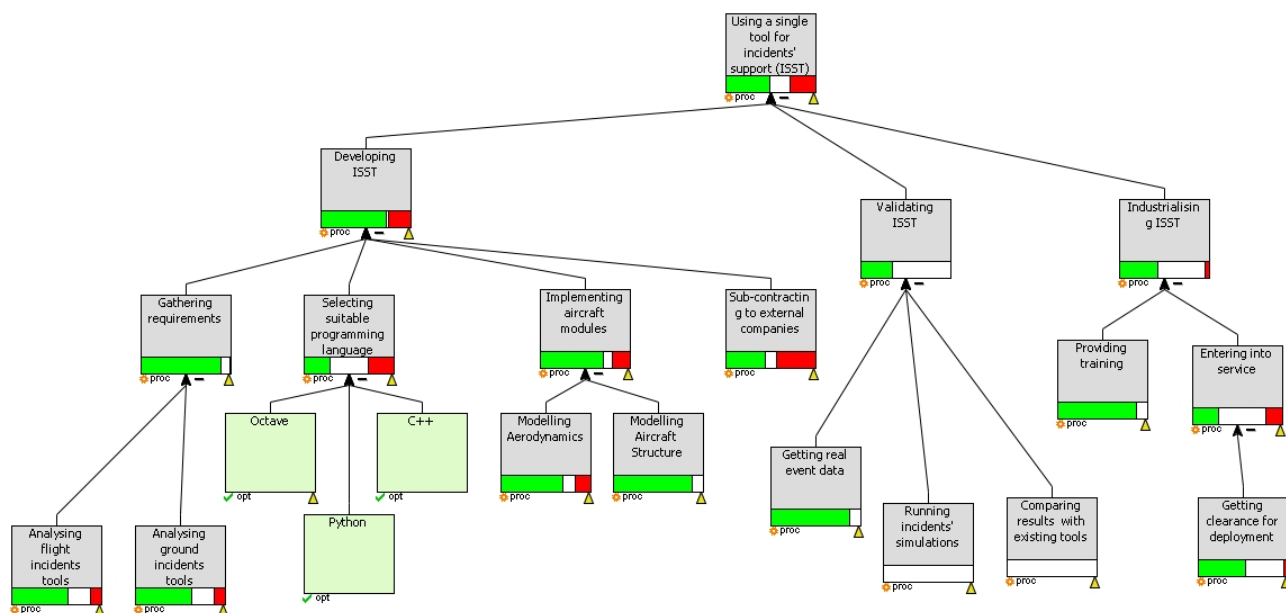 Using a single
tool for
incidents'
support (ISST)
proc
Developing
ISST
proc
Validating
ISST
proc
Industrialisin
g ISST
proc
Gathering
requirements
proc
Selecting
suitable
programming
language
proc
Implementing
aircraft
modules
proc
Sub-contractin
g to external
companies
proc
Providing
training
proc
Entering into
service
proc
Octave
opt
C++
opt
Modelling
Aerodynamics
proc
Modelling
Aircraft
Structure
proc
Getting real
event data
proc
Python
opt
Analysing
flight
incidents
tools
proc
Analysing
ground
incidents
tools
proc
Running
incidents'
simulations
proc
Comparing
results with
existing tools
proc
Getting
clearance for
deployment
proc